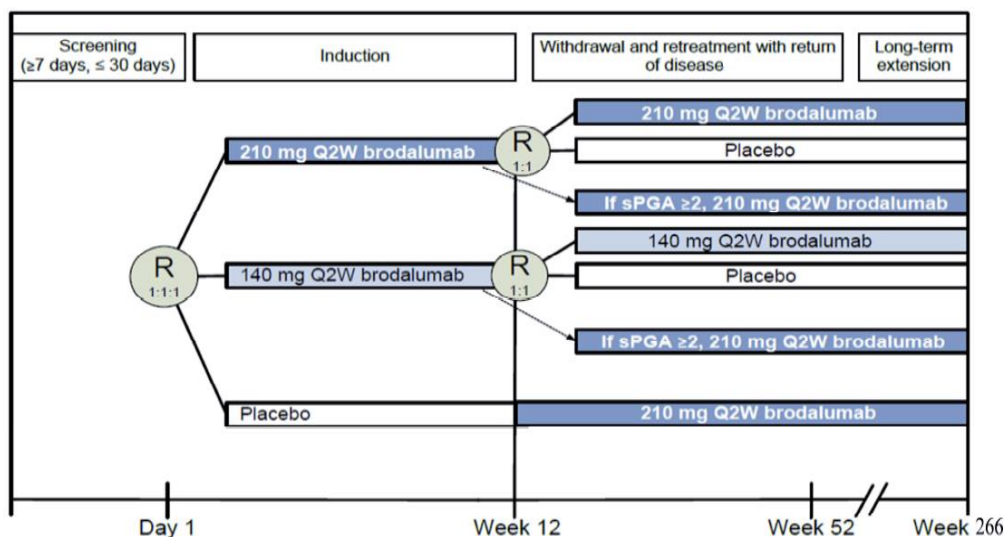 Screening
(≥7 days, ≤ 30 days)
Induction
Withdrawal and retreatment with return
of disease
Long-term
extension
210 mg Q2W brodalumab
210 mg Q2W brodalumab
R
1:1
Placebo
If sPGA ≥2, 210 mg Q2W brodalumab
R
1:1:1
140 mg Q2W brodalumab
R
1:1
140 mg Q2W brodalumab
Placebo
If sPGA ≥2, 210 mg Q2W brodalumab
Placebo
210 mg Q2W brodalumab
Day 1
Week 12
Week 52
Week 266